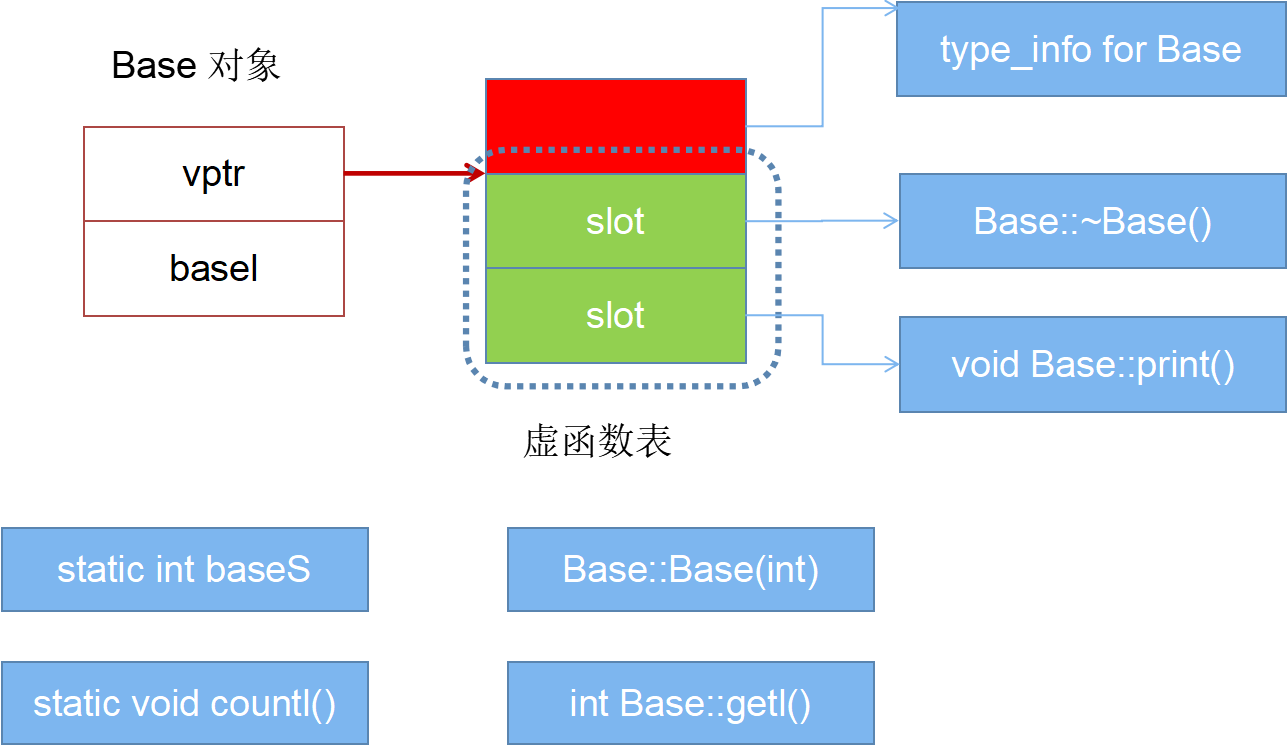 type_info for Base
Base 对象
vptr
slot
Base::~Base()
baseI
slot
void Base::print()
虚函数表
static int baseS
Base::Base(int)
static void countI()
int Base::getI()